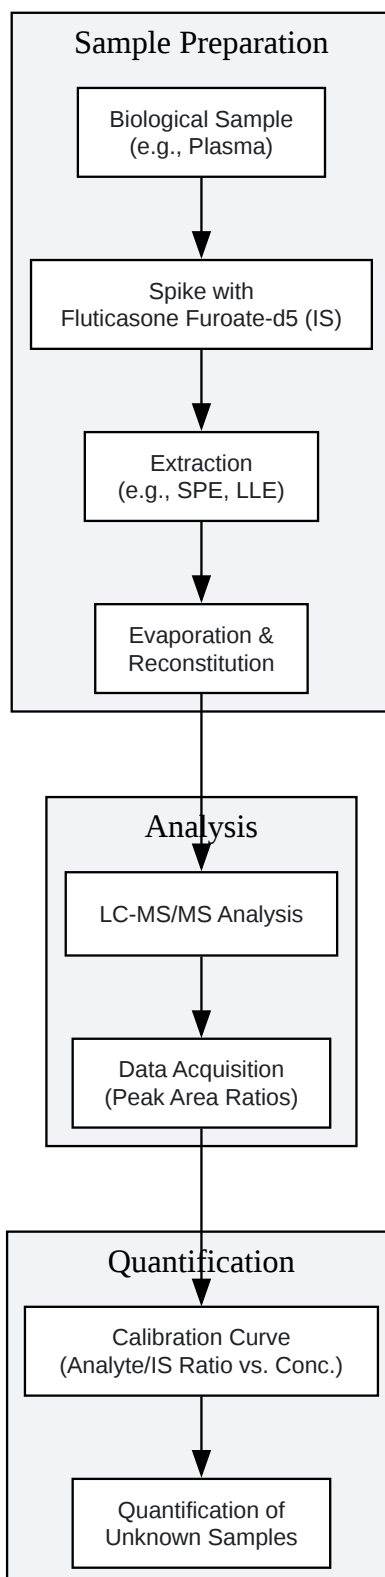 Sample Preparation
Biological Sample
(e.g., Plasma)
Spike with
Fluticasone Furoate-d5 (IS)
Extraction
(e.g., SPE, LLE)
Evaporation &
Reconstitution
Analysis
LC-MS/MS Analysis
Data Acquisition
(Peak Area Ratios)
Quantification
Calibration Curve
(Analyte/IS Ratio vs. Conc.)
Quantification of
Unknown Samples